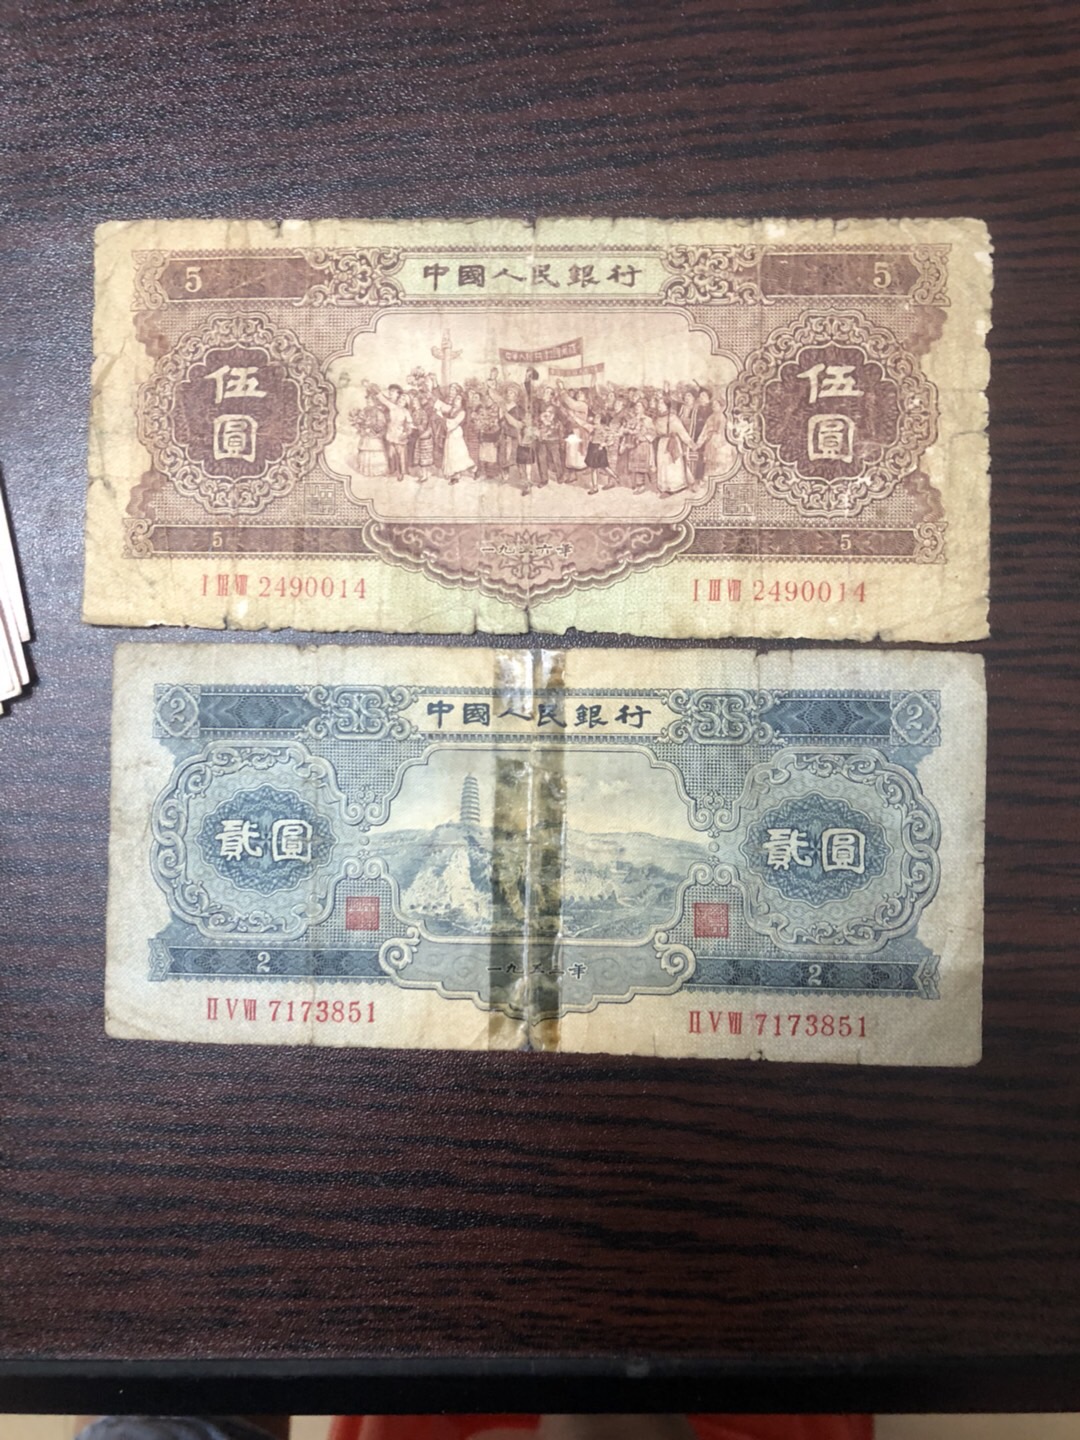 5 中國人民銀行 5
伍圓 伍圓
5 一九五六年 5
I III VIII 2490014 I III VIII 2490014
2 中國人民銀行 2
貳圓 貳圓
2 一九五三年 2
II V VIII 7173851 II V VIII 7173851